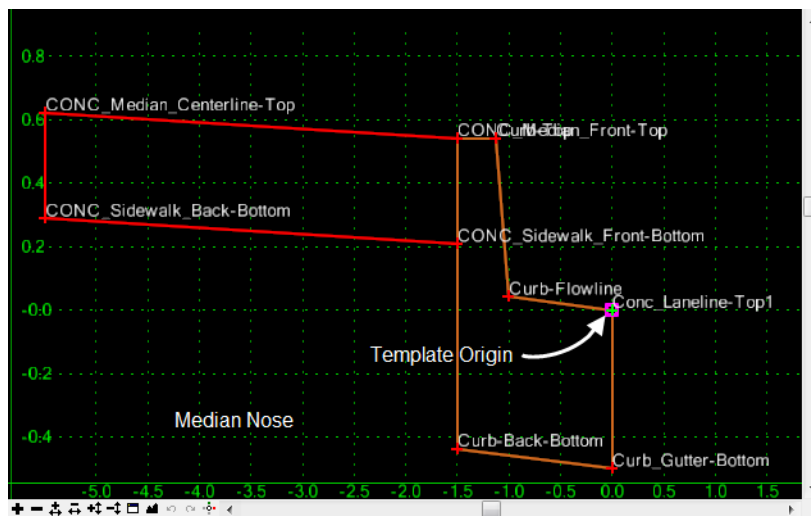 0.8
CONC_Median_Centerline-Top
0.6
CONC_Median_Front-Top
Curb-Top
0.4
CONC_Sidewalk_Back-Bottom
0.2
CONC_Sidewalk_Front-Bottom
Curb-Flowline
-0.0
Conc_Laneline-Top1
Template Origin
-0.2
Median Nose
-0.4
Curb-Back-Bottom
Curb_Gutter-Bottom
-5.0 -4.5 -4.0 -3.5 -3.0 -2.5 -2.0 -1.5 -1.0 -0.5 0.0 0.5 1.0 1.5